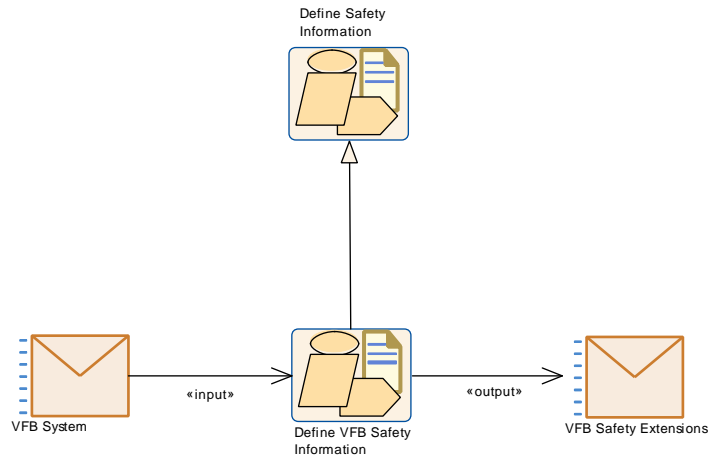 Define Safety
Information
«input»
«output»
VFB System
VFB Safety Extensions
Define VFB Safety
Information